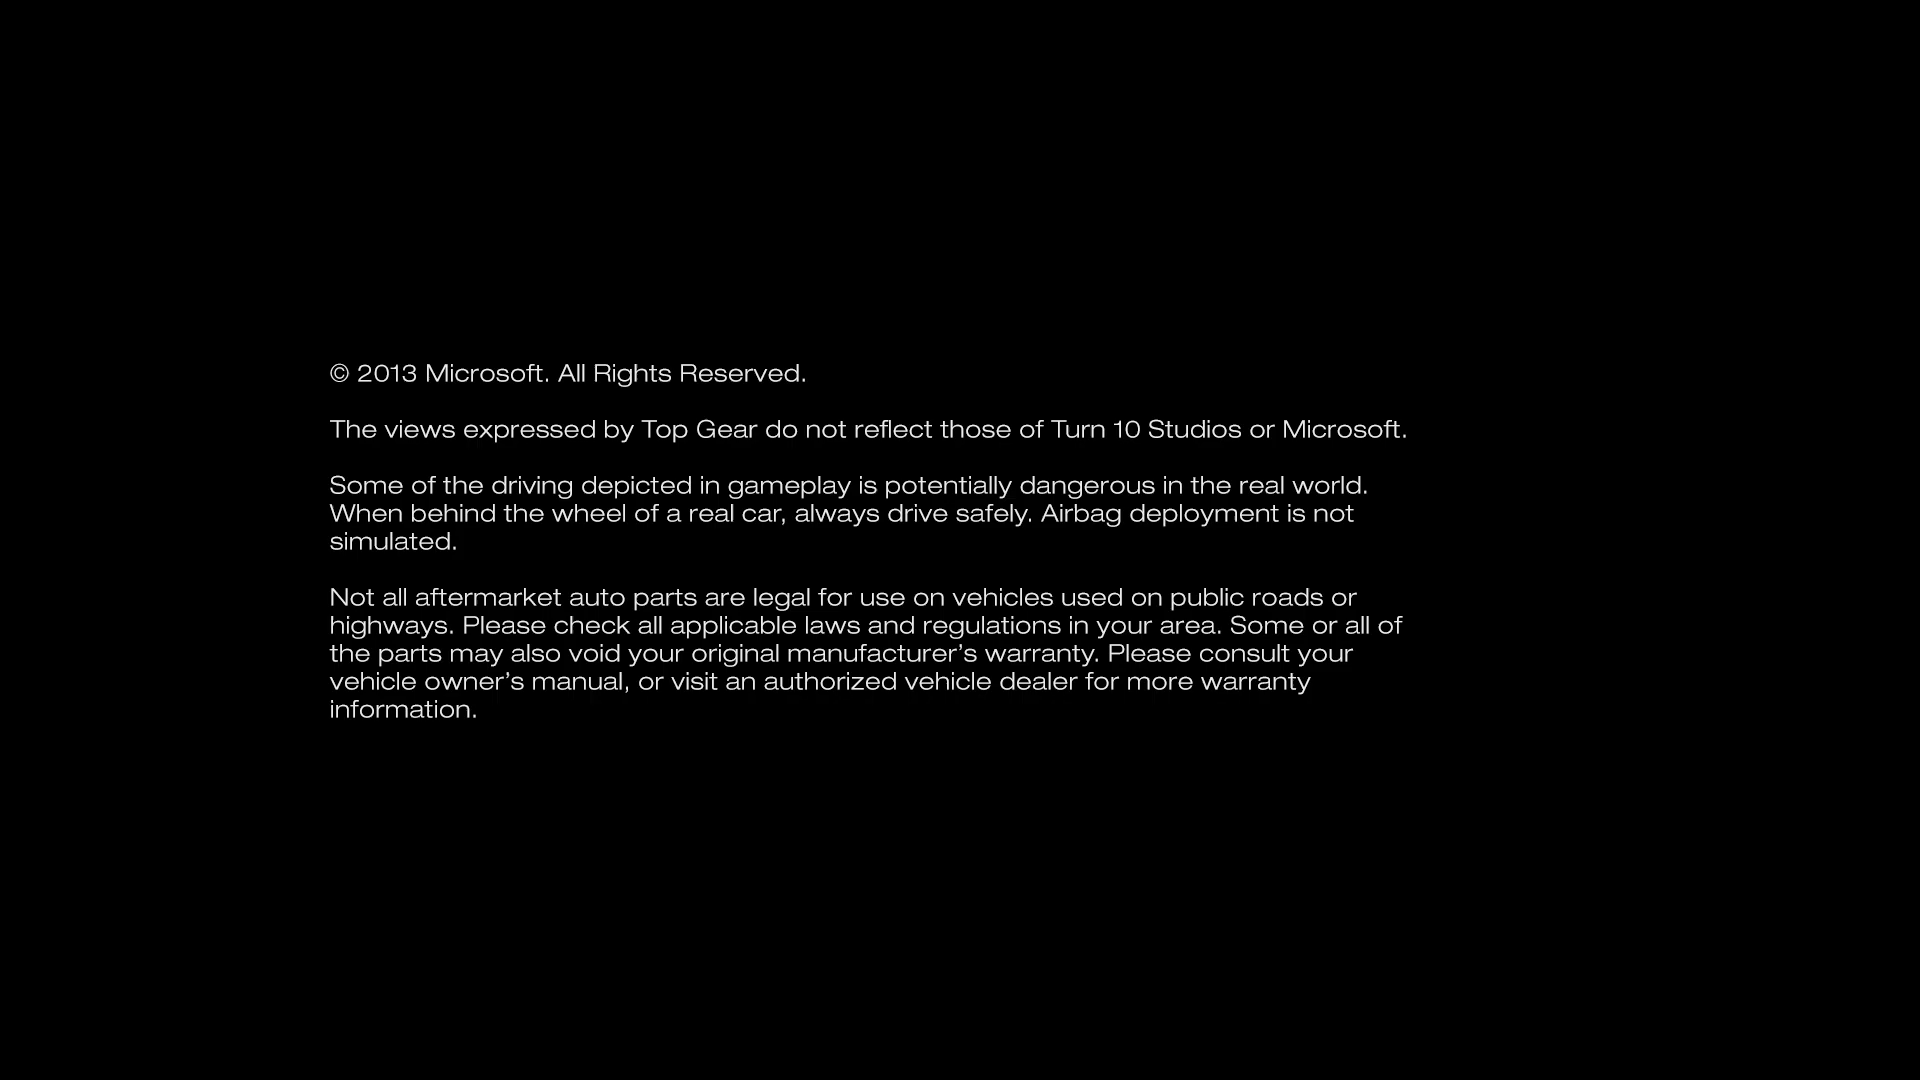 © 2013 Microsoft. All Rights Reserved.
The views expressed by Top Gear do not reflect those of Turn 10 Studios or Microsoft.
Some of the driving depicted in gameplay is potentially dangerous in the real world.
When behind the wheel of a real car, always drive safely. Airbag deployment is not
simulated.
Not all aftermarket auto parts are legal for use on vehicles used on public roads or
highways. Please check all applicable laws and regulations in your area. Some or all of
the parts may also void your original manufacturer’s warranty. Please consult your
vehicle owner’s manual, or visit an authorized vehicle dealer for more warranty
information.